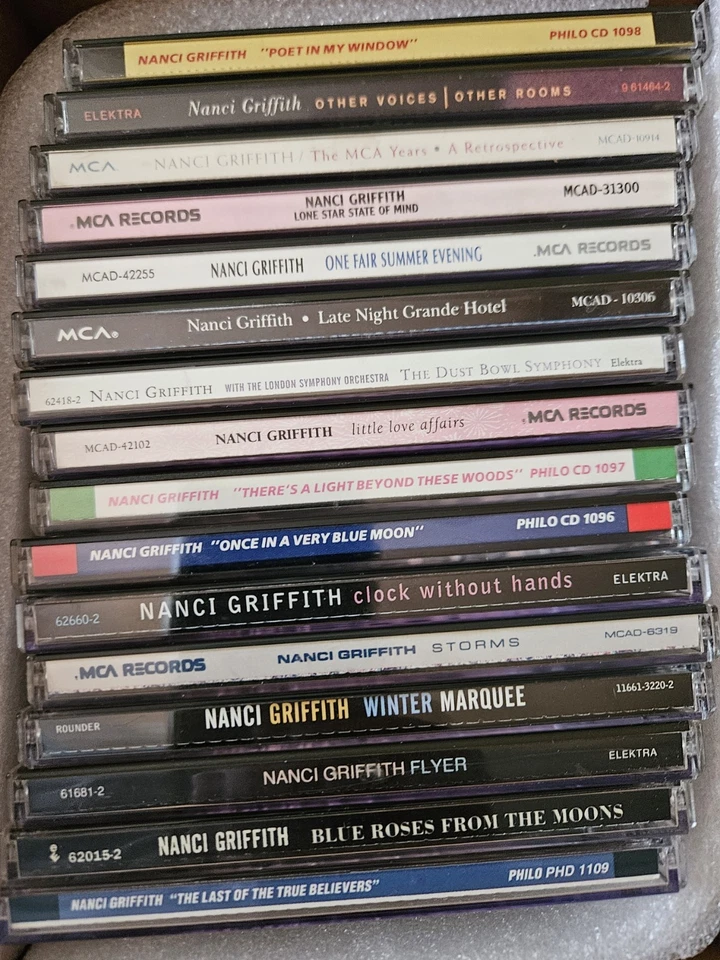 NANCI GRIFFITH "POET IN MY WINDOW" PHILO CD 1098
ELEKTRA Nanci Griffith OTHER VOICES | OTHER ROOMS 9 61464-2
MCA NANCI GRIFFITH / The MCA Years • A Retrospective MCAD-10914
MCA RECORDS NANCI GRIFFITH LONE STAR STATE OF MIND MCAD-31300
MCAD-42255 NANCI GRIFFITH ONE FAIR SUMMER EVENING MCA RECORDS
MCA® Nanci Griffith • Late Night Grande Hotel MCAD-10306
62418-2 NANCI GRIFFITH WITH THE LONDON SYMPHONY ORCHESTRA THE DUST BOWL SYMPHONY Elektra
MCAD-42102 NANCI GRIFFITH little love affairs MCA RECORDS
NANCI GRIFFITH "THERE'S A LIGHT BEYOND THESE WOODS" PHILO CD 1097
NANCI GRIFFITH "ONCE IN A VERY BLUE MOON" PHILO CD 1096
62660-2 NANCI GRIFFITH clock without hands ELEKTRA
MCA RECORDS NANCI GRIFFITH STORMS MCAD-6319
ROUNDER NANCI GRIFFITH WINTER MARQUEE 11661-3220-2
61681-2 NANCI GRIFFITH FLYER ELEKTRA
62015-2 NANCI GRIFFITH BLUE ROSES FROM THE MOONS
NANCI GRIFFITH "THE LAST OF THE TRUE BELIEVERS" PHILO PHD 1109